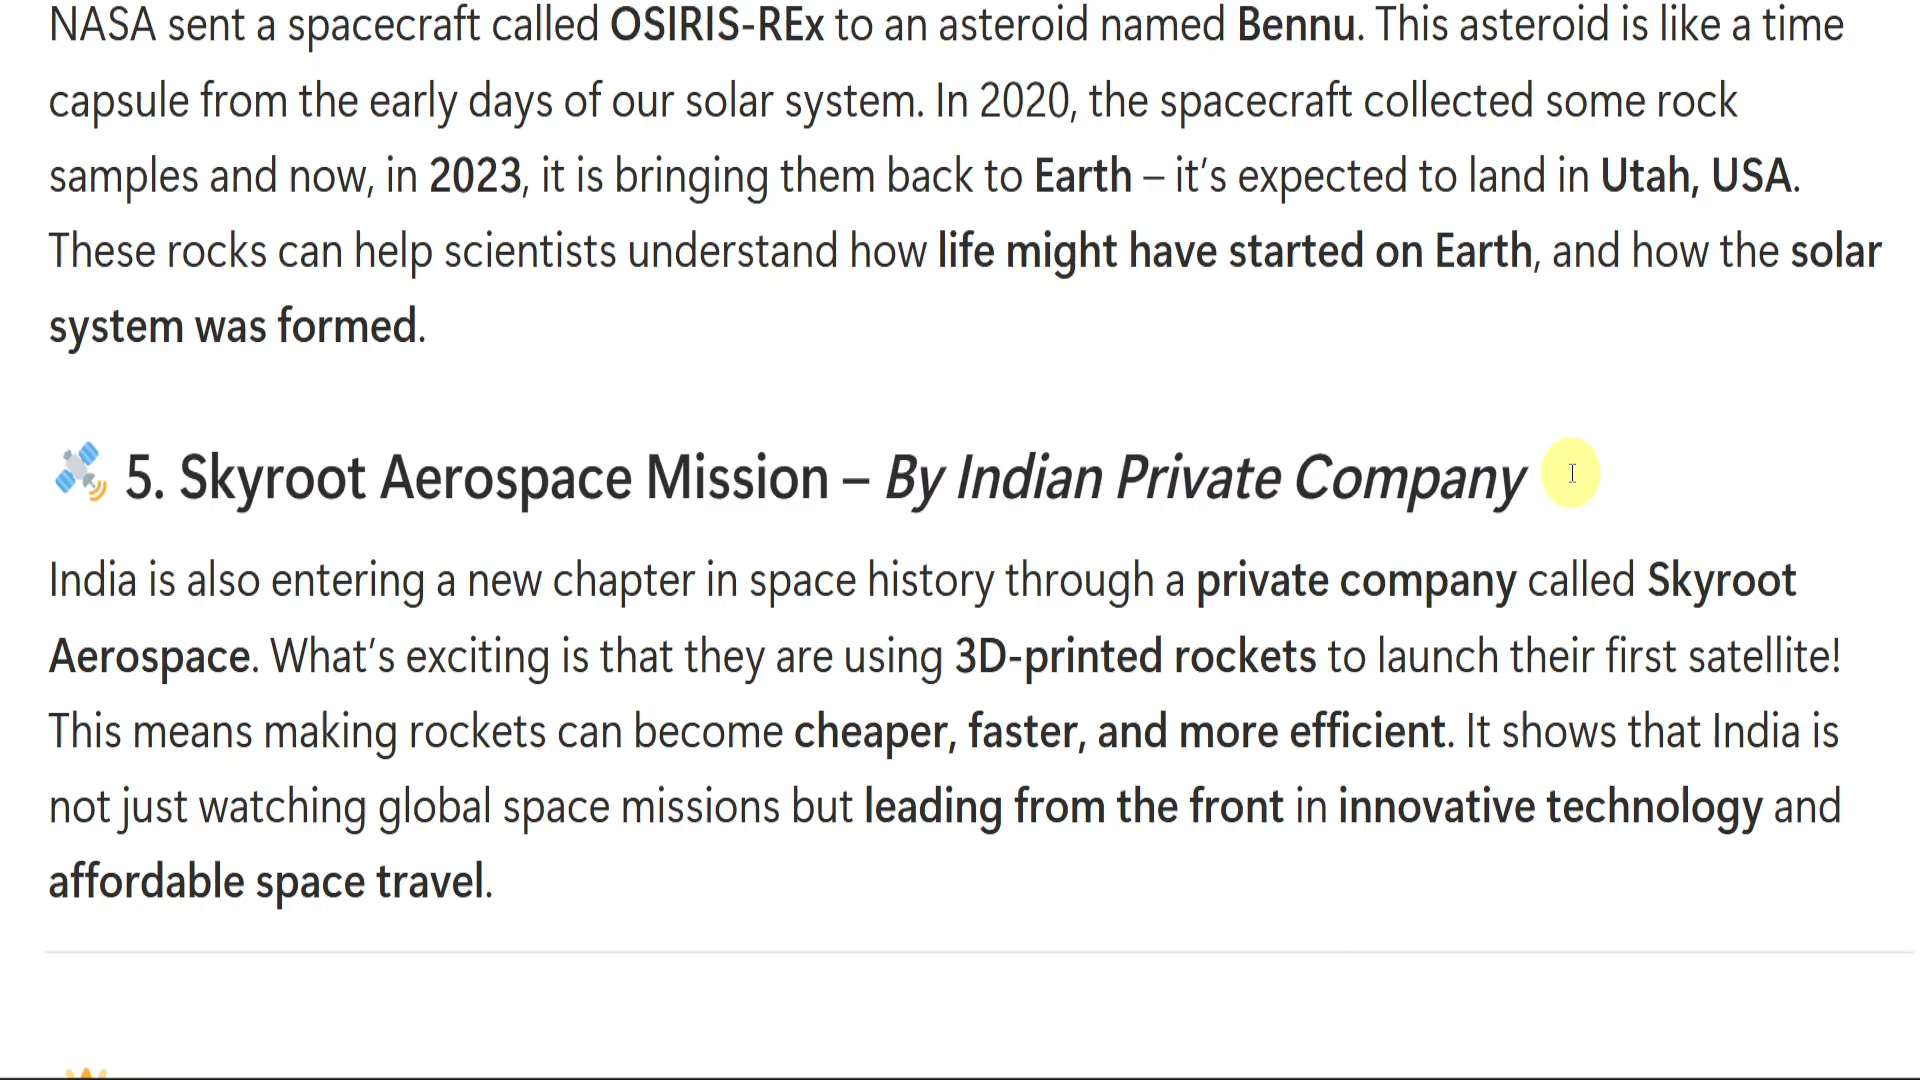 NASA sent a spacecraft called OSIRIS-REx to an asteroid named Bennu. This asteroid is like a time
capsule from the early days of our solar system. In 2020, the spacecraft collected some rock
samples and now, in 2023, it is bringing them back to Earth – it’s expected to land in Utah, USA.
These rocks can help scientists understand how life might have started on Earth, and how the solar
system was formed.
5. Skyroot Aerospace Mission – By Indian Private Company
India is also entering a new chapter in space history through a private company called Skyroot
Aerospace. What’s exciting is that they are using 3D-printed rockets to launch their first satellite!
This means making rockets can become cheaper, faster, and more efficient. It shows that India is
not just watching global space missions but leading from the front in innovative technology and
affordable space travel.